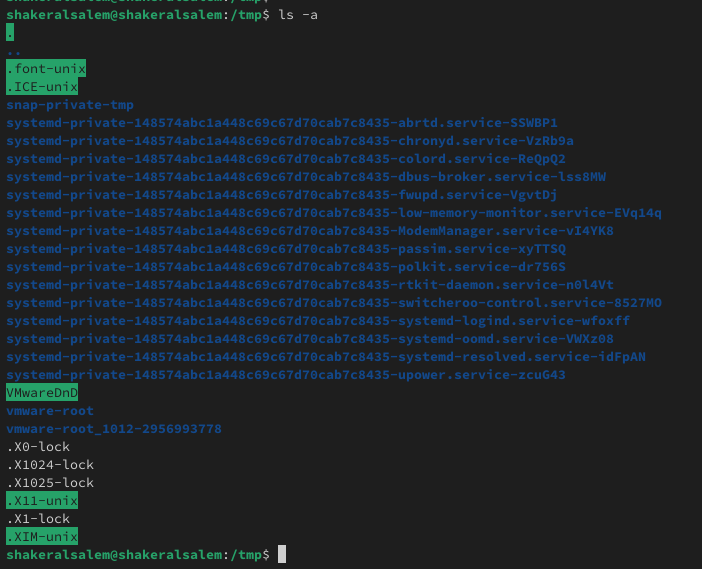 shakeralsalem@shakeralsalem:/tmp$ ls -a
.
..
.font-unix
.ICE-unix
snap-private-tmp
systemd-private-148574abc1a448c69c67d70cab7c8435-abrtd.service-SSWBP1
systemd-private-148574abc1a448c69c67d70cab7c8435-chronyd.service-VzRb9a
systemd-private-148574abc1a448c69c67d70cab7c8435-colord.service-ReQpQ2
systemd-private-148574abc1a448c69c67d70cab7c8435-dbus-broker.service-lss8MW
systemd-private-148574abc1a448c69c67d70cab7c8435-fwupd.service-VgvtDj
systemd-private-148574abc1a448c69c67d70cab7c8435-low-memory-monitor.service-EVq14q
systemd-private-148574abc1a448c69c67d70cab7c8435-ModemManager.service-vI4YK8
systemd-private-148574abc1a448c69c67d70cab7c8435-passim.service-xyTTSQ
systemd-private-148574abc1a448c69c67d70cab7c8435-polkit.service-dr756S
systemd-private-148574abc1a448c69c67d70cab7c8435-rtkit-daemon.service-n0l4Vt
systemd-private-148574abc1a448c69c67d70cab7c8435-switcheroo-control.service-8527MO
systemd-private-148574abc1a448c69c67d70cab7c8435-systemd-logind.service-wfoxff
systemd-private-148574abc1a448c69c67d70cab7c8435-systemd-oomd.service-VWXz08
systemd-private-148574abc1a448c69c67d70cab7c8435-systemd-resolved.service-idFpAN
systemd-private-148574abc1a448c69c67d70cab7c8435-upower.service-zcuG43
VMwareDnD
vmware-root
vmware-root_1012-2956993778
.X0-lock
.X1024-lock
.X1025-lock
.X11-unix
.X1-lock
.XIM-unix
shakeralsalem@shakeralsalem:/tmp$